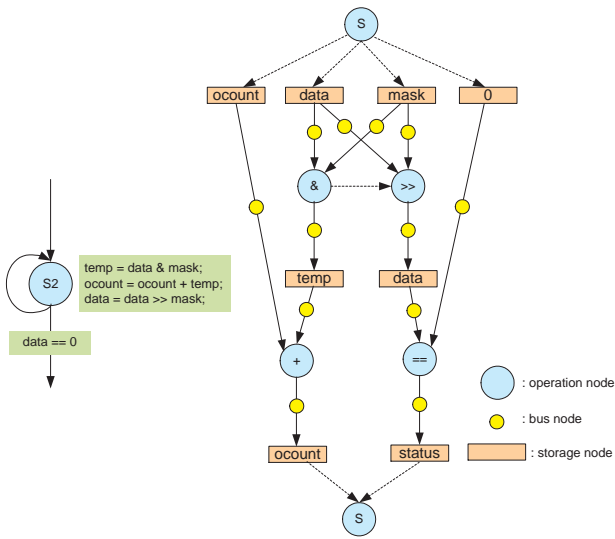 S
ocount
data
mask
0
&
>>
S2
temp = data & mask;
ocount = ocount + temp;
data = data >> mask;
temp
data
data == 0
+
==
: operation node
: bus node
ocount
status
: storage node
S